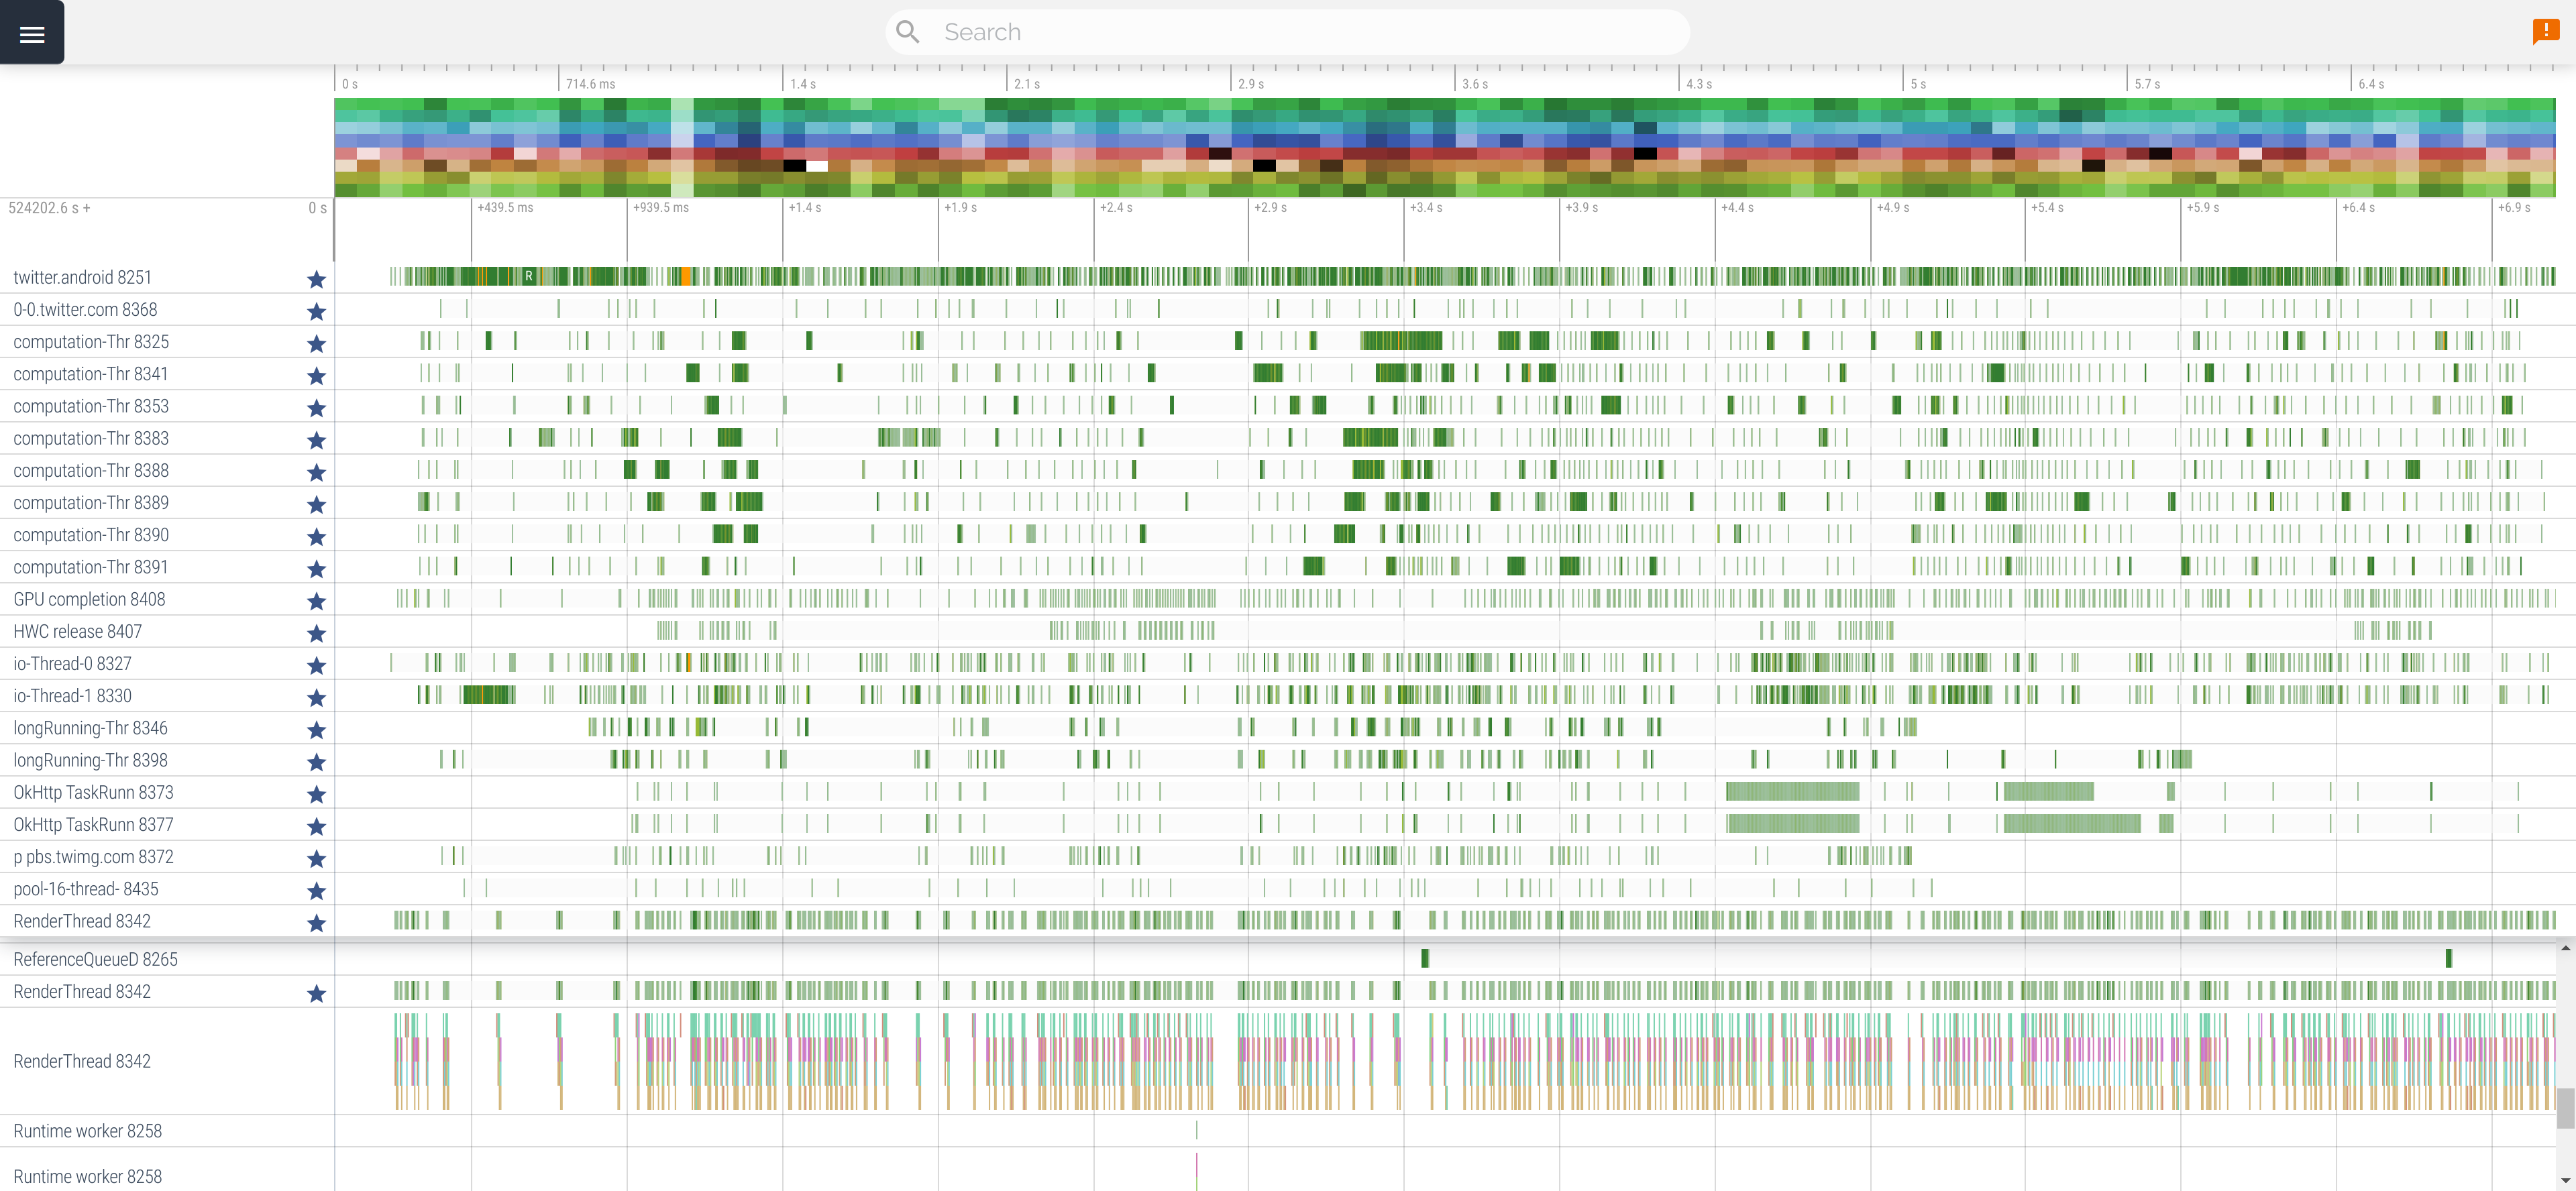 Search
0 s 714.6 ms 1.4 s 2.1 s 2.9 s 3.6 s 4.3 s 5 s 5.7 s 6.4 s
524202.6 s + 0 s +439.5 ms +939.5 ms +1.4 s +1.9 s +2.4 s +2.9 s +3.4 s +3.9 s +4.4 s +4.9 s +5.4 s +5.9 s +6.4 s +6.9 s
twitter.android 8251 R
0-0.twitter.com 8368
computation-Thr 8325
computation-Thr 8341
computation-Thr 8353
computation-Thr 8383
computation-Thr 8388
computation-Thr 8389
computation-Thr 8390
computation-Thr 8391
GPU completion 8408
HWC release 8407
io-Thread-0 8327
io-Thread-1 8330
longRunning-Thr 8346
longRunning-Thr 8398
OkHttp TaskRunn 8373
OkHttp TaskRunn 8377
p pbs.twimg.com 8372
pool-16-thread- 8435
RenderThread 8342
ReferenceQueueD 8265
RenderThread 8342
RenderThread 8342
Runtime worker 8258
Runtime worker 8258